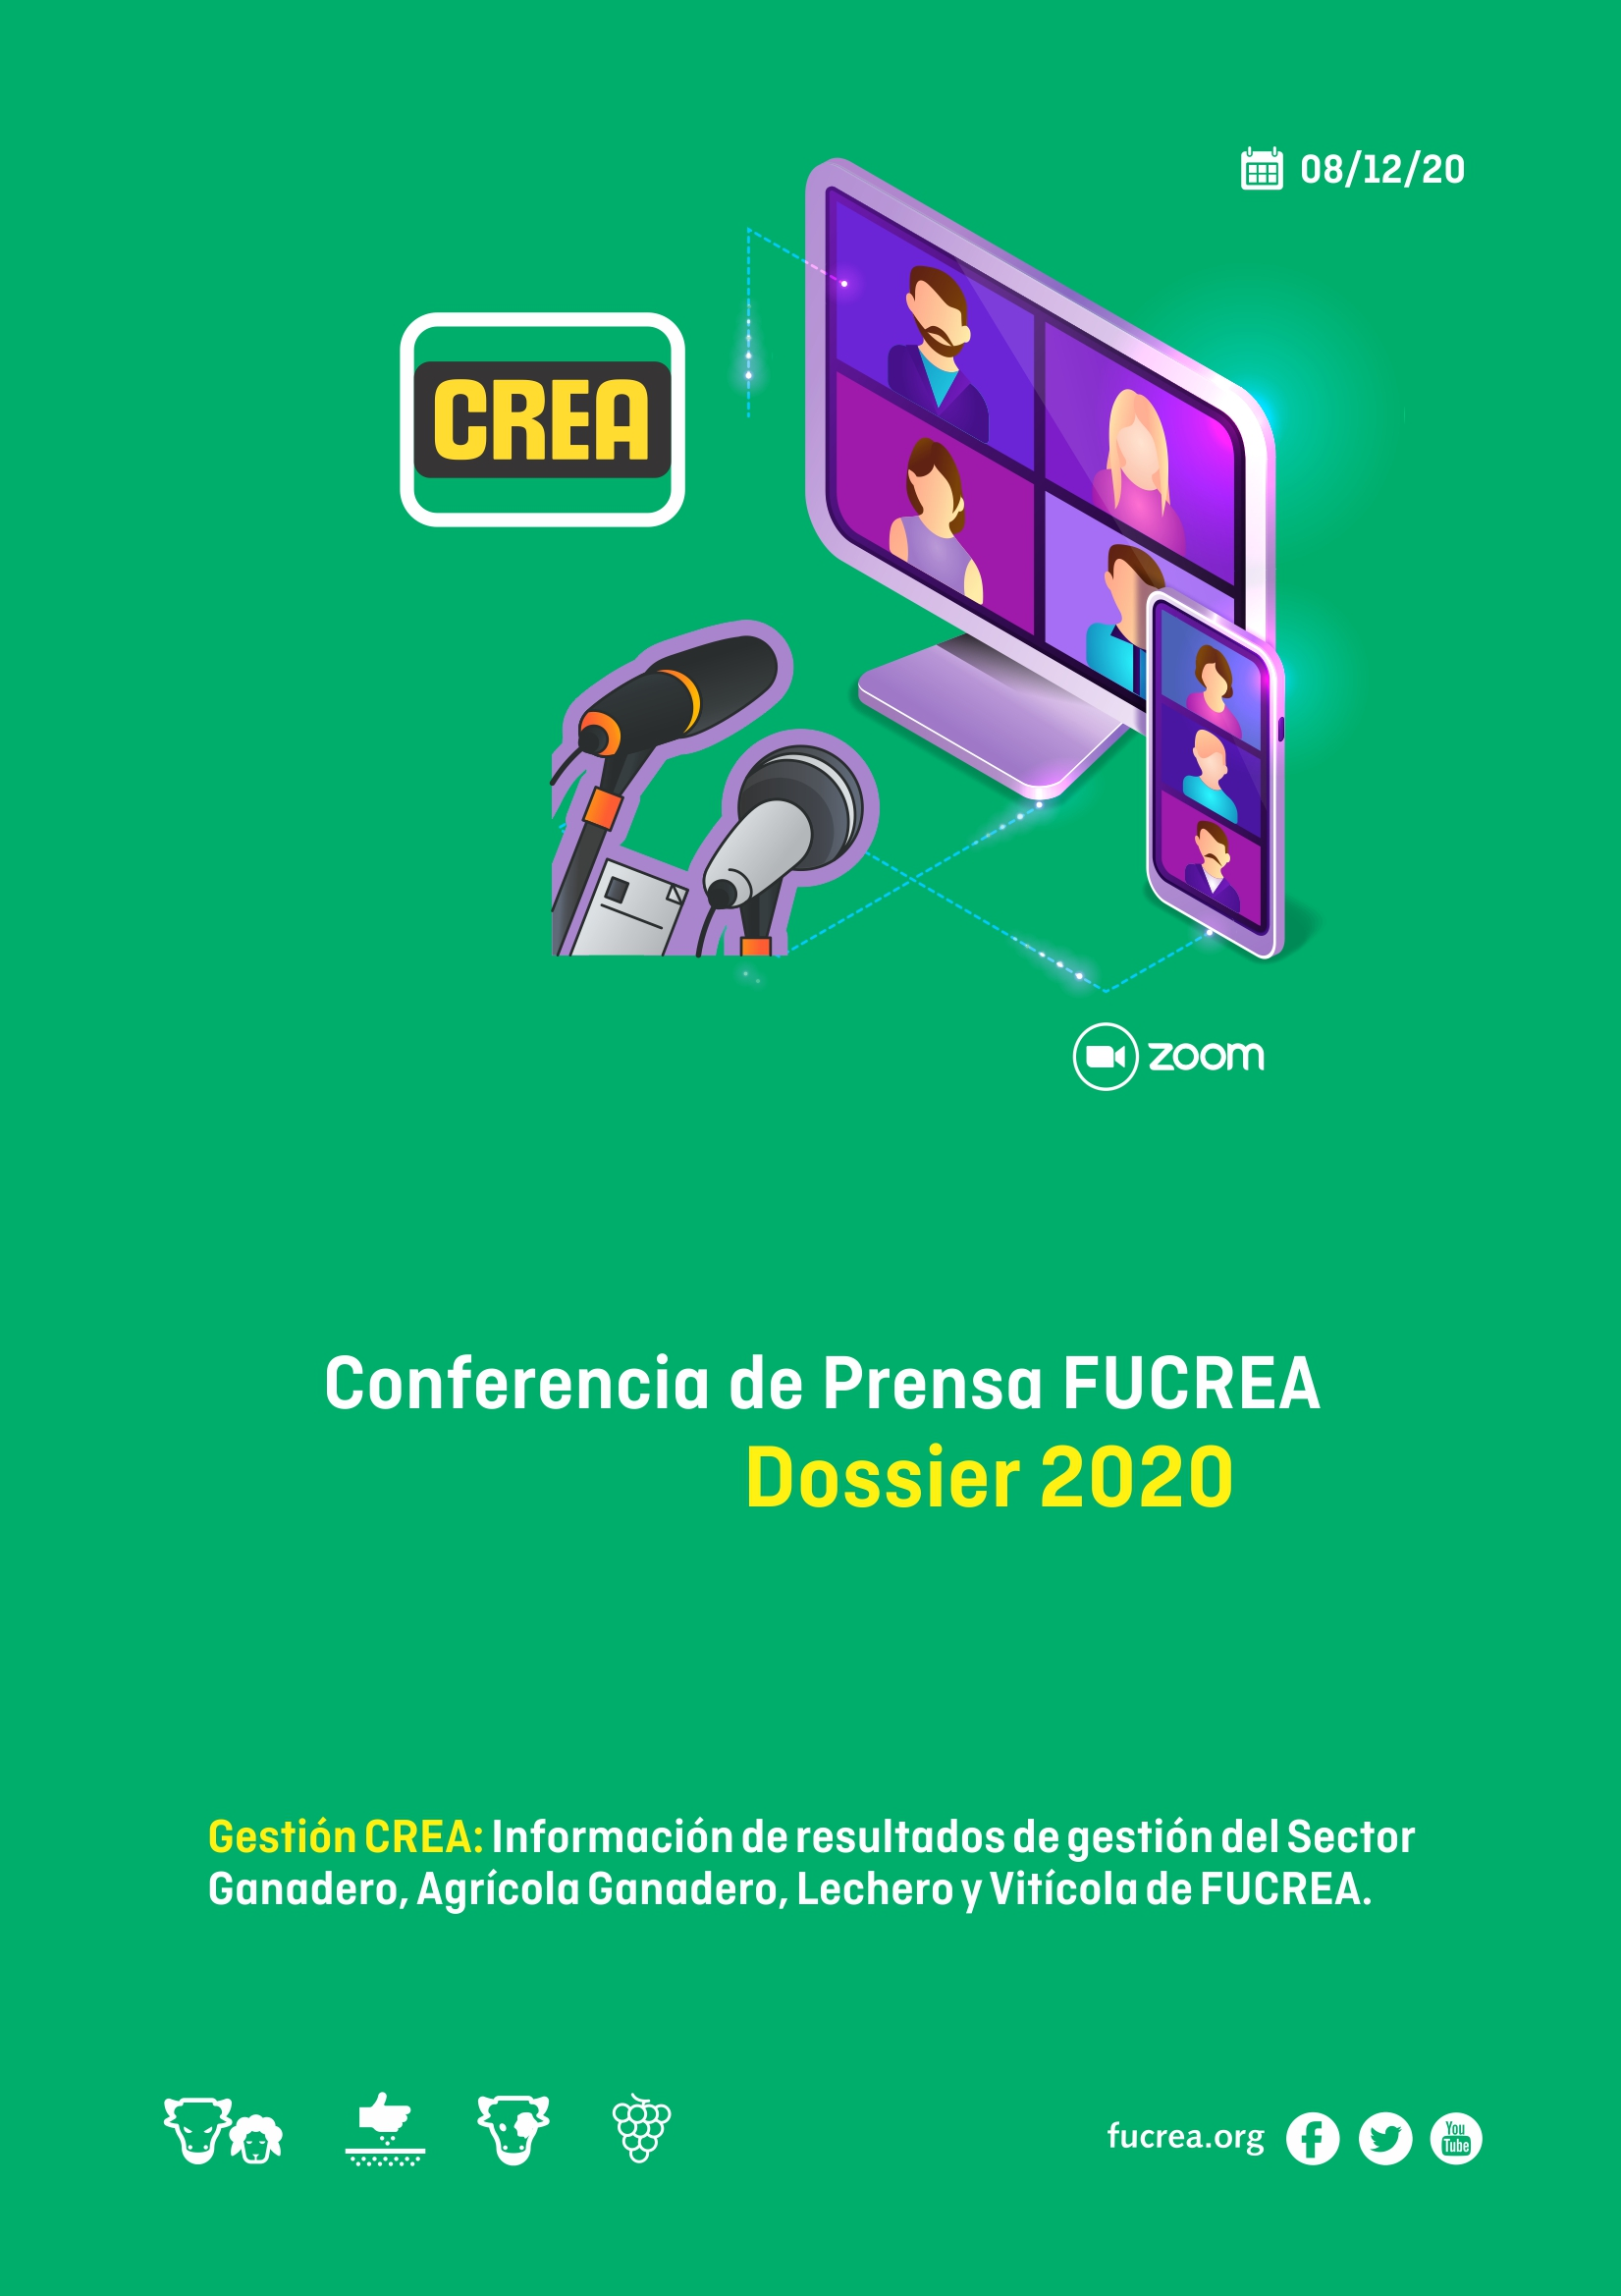 08/12/20
CREA
zoom
Conferencia de Prensa FUCREA
Dossier 2020
Gestión CREA: Información de resultados de gestión del Sector
Ganadero, Agrícola Ganadero, Lechero y Vitícola de FUCREA.
fucrea.org
You
Tube